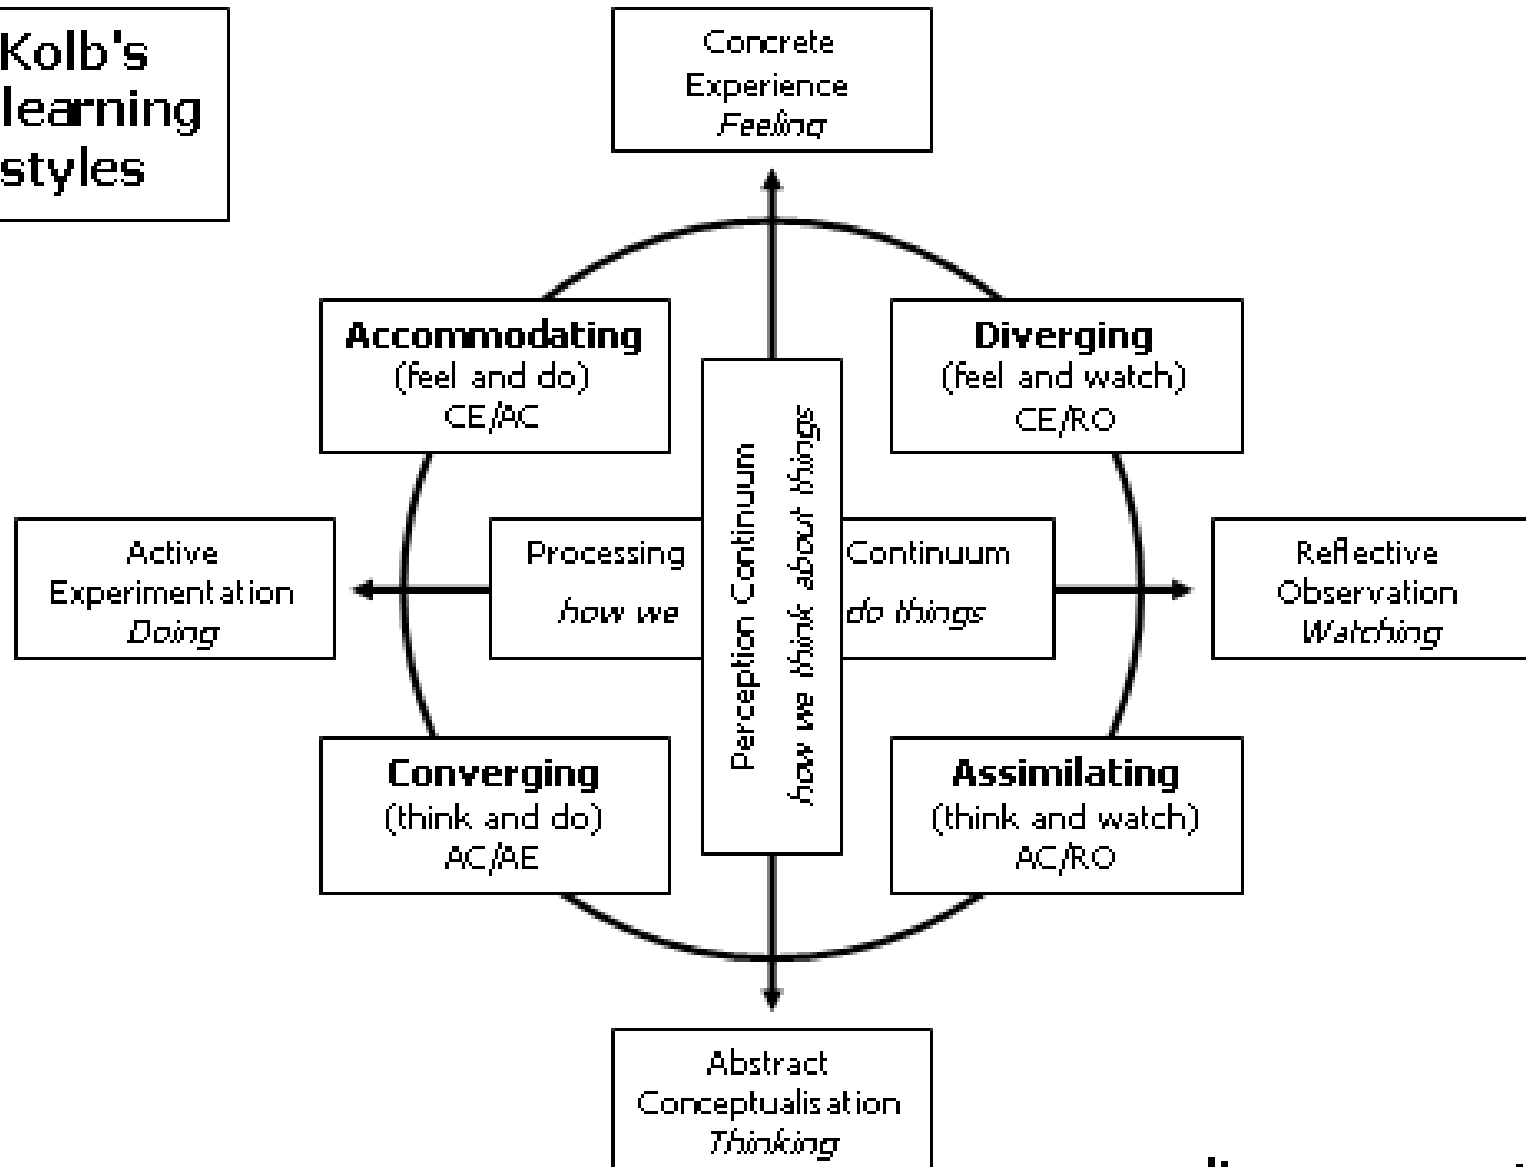 Kolb's
learning
styles
Concrete
Experience
Feeling
Accommodating
(feel and do)
CE/AC
Diverging
(feel and watch)
CE/RO
Active
Experimentation
Doing
Processing Continuum
how we do things
Perception Continuum
how we think about things
Reflective
Observation
Watching
Converging
(think and do)
AC/AE
Assimilating
(think and watch)
AC/RO
Abstract
Conceptualisation
Thinking